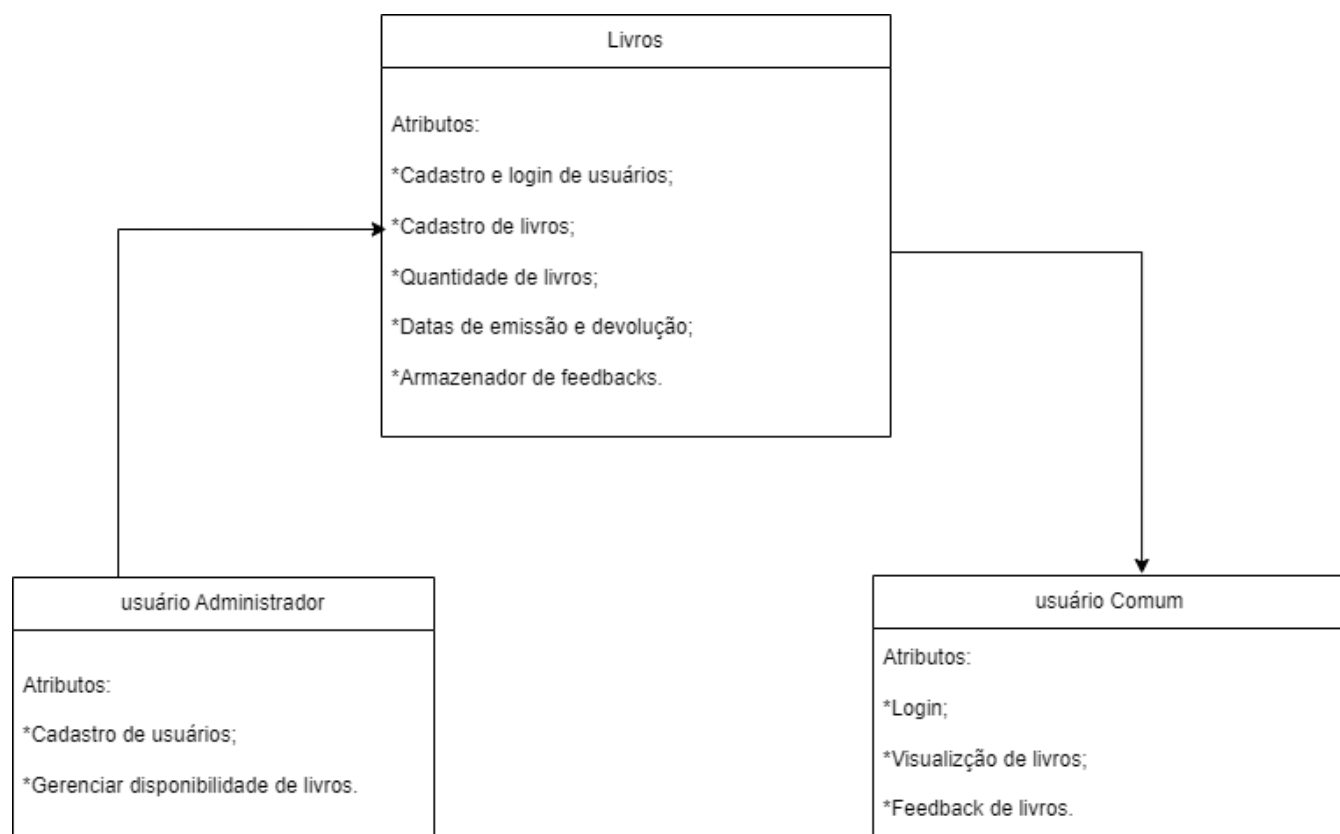 Livros
Atributos:
*Cadastro e login de usuários;
*Cadastro de livros;
*Quantidade de livros;
*Datas de emissão e devolução;
*Armazenador de feedbacks.
usuário Administrador
Atributos:
*Cadastro de usuários;
*Gerenciar disponibilidade de livros.
usuário Comum
Atributos:
*Login;
*Visualizção de livros;
*Feedback de livros.